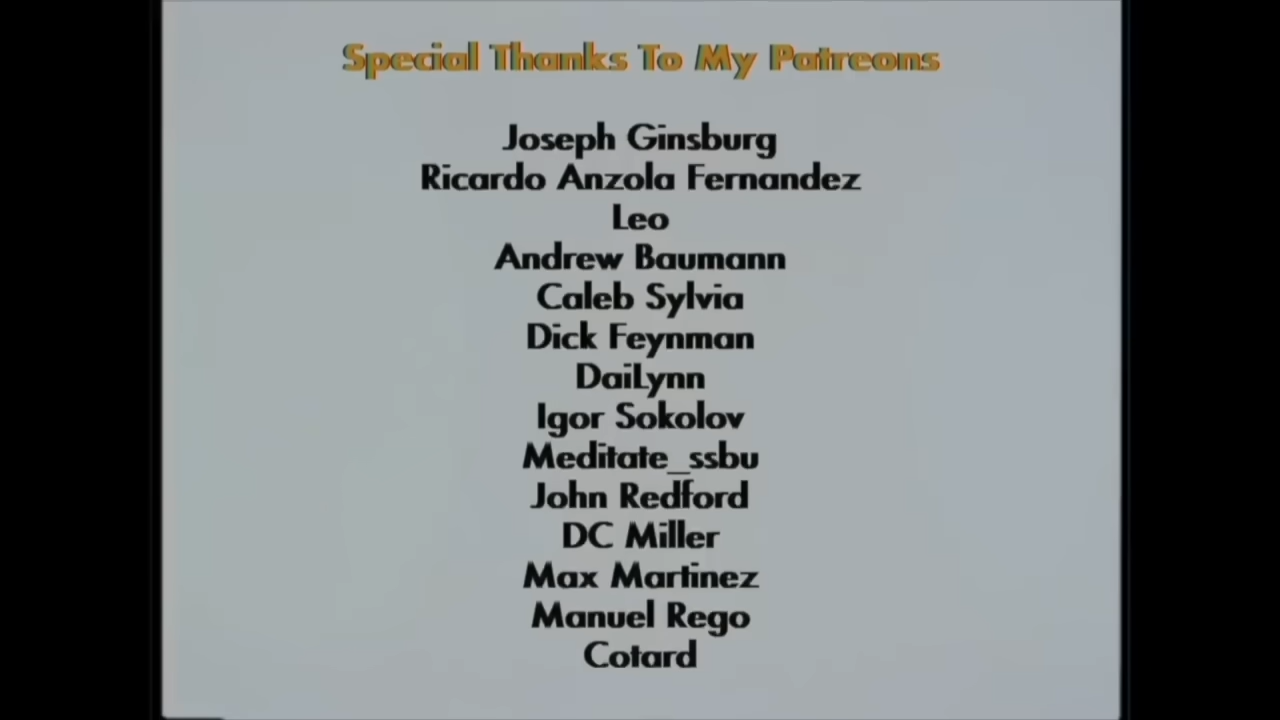 Special Thanks To My Patreons
Joseph Ginsburg
Ricardo Anzola Fernandez
Leo
Andrew Baumann
Caleb Sylvia
Dick Feynman
DaiLynn
Igor Sokolov
Meditate_ssbu
John Redford
DC Miller
Max Martinez
Manuel Rego
Cotard